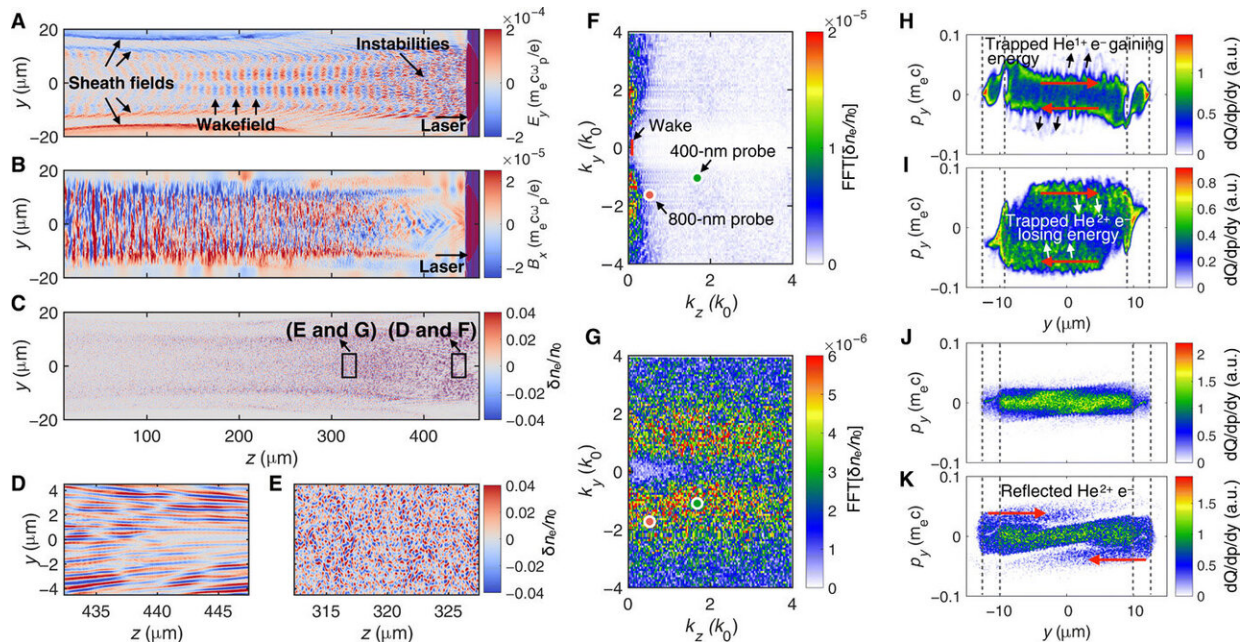 A
×10⁻⁴
20
0
−20
y (μm)
Sheath fields
Wakefield
Instabilities
Laser
2
0
−2
E_y (m_e cω_p/e)
B
×10⁻⁵
20
0
−20
y (μm)
Laser
2
0
−2
B_x (m_e cω_p/e)
C
20
0
−20
y (μm)
(E and G)
(D and F)
0.04
0.02
0
−0.02
−0.04
δn_e/n_0
100
200
300
400
z (μm)
D
4
2
0
−2
−4
y (μm)
435
440
445
z (μm)
E
315
320
325
z (μm)
0.04
0.02
0
−0.02
−0.04
δn_e/n_0
F
×10⁻⁵
4
2
0
−2
−4
k_y (k_0)
Wake
400-nm probe
800-nm probe
0
2
4
k_z (k_0)
2
1
0
FFT[δn_e/n_0]
G
×10⁻⁶
4
2
0
−2
−4
k_y (k_0)
0
2
4
k_z (k_0)
6
4
2
0
FFT[δn_e/n_0]
H
0.1
0
−0.1
p_y (m_e c)
Trapped He¹⁺ e⁻ gaining
energy
1.2
1
0.8
0.6
0.4
0.2
0
dQ/dp/dy (a.u.)
I
0.1
0
−0.1
p_y (m_e c)
Trapped He²⁺ e⁻
losing energy
−10
0
10
y (μm)
0.8
0.6
0.4
0.2
0
dQ/dp/dy (a.u.)
J
0.1
0
−0.1
p_y (m_e c)
2
1.5
1
0.5
0
dQ/dp/dy (a.u.)
K
0.1
0
−0.1
p_y (m_e c)
Reflected He²⁺ e⁻
−10
0
10
y (μm)
1.5
1
0.5
0
dQ/dp/dy (a.u.)